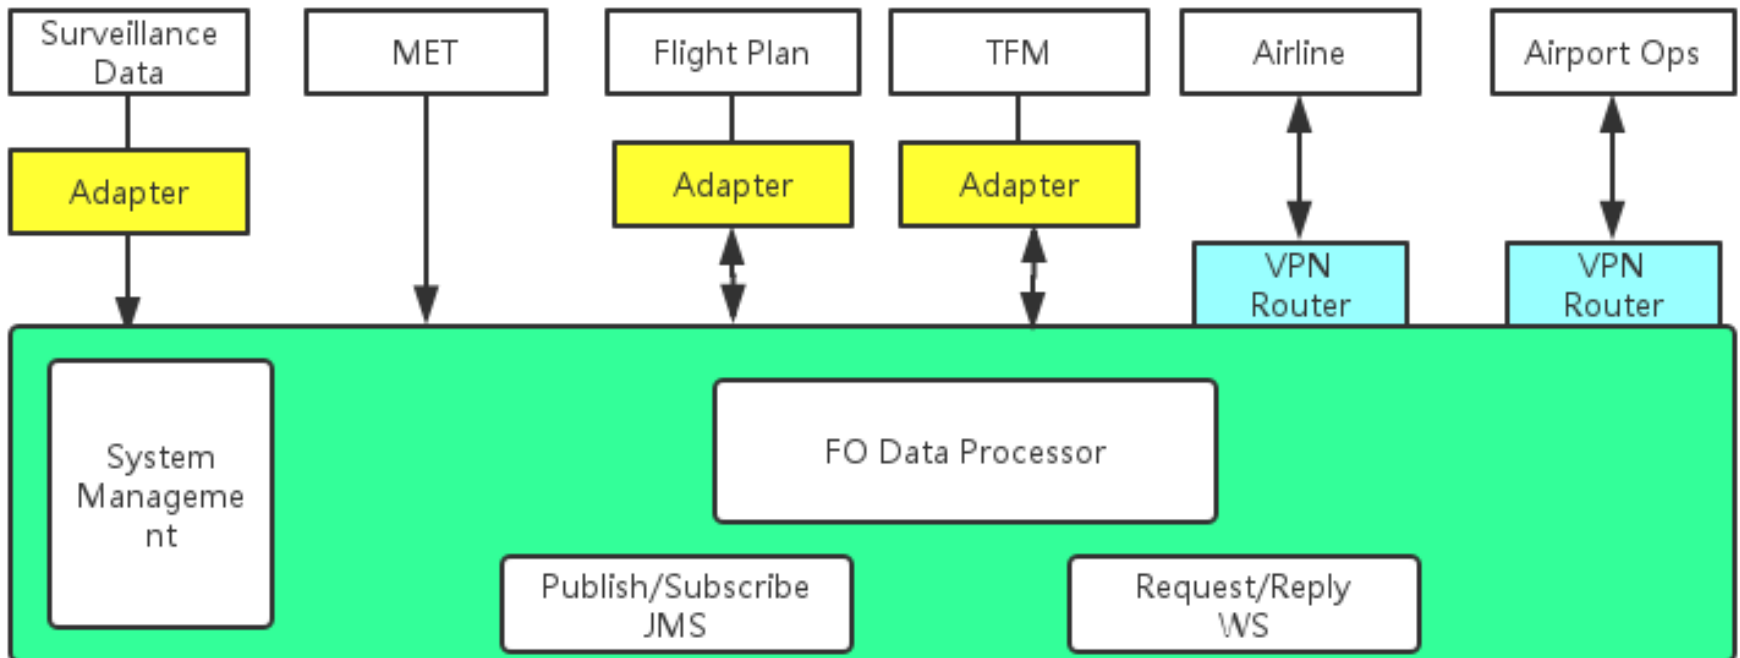 Surveillance
Data
MET
Flight Plan
TFM
Airline
Airport Ops
Adapter
Adapter
Adapter
VPN
Router
VPN
Router
System
Manageme
nt
FO Data Processor
Publish/Subscribe
JMS
Request/Reply
WS